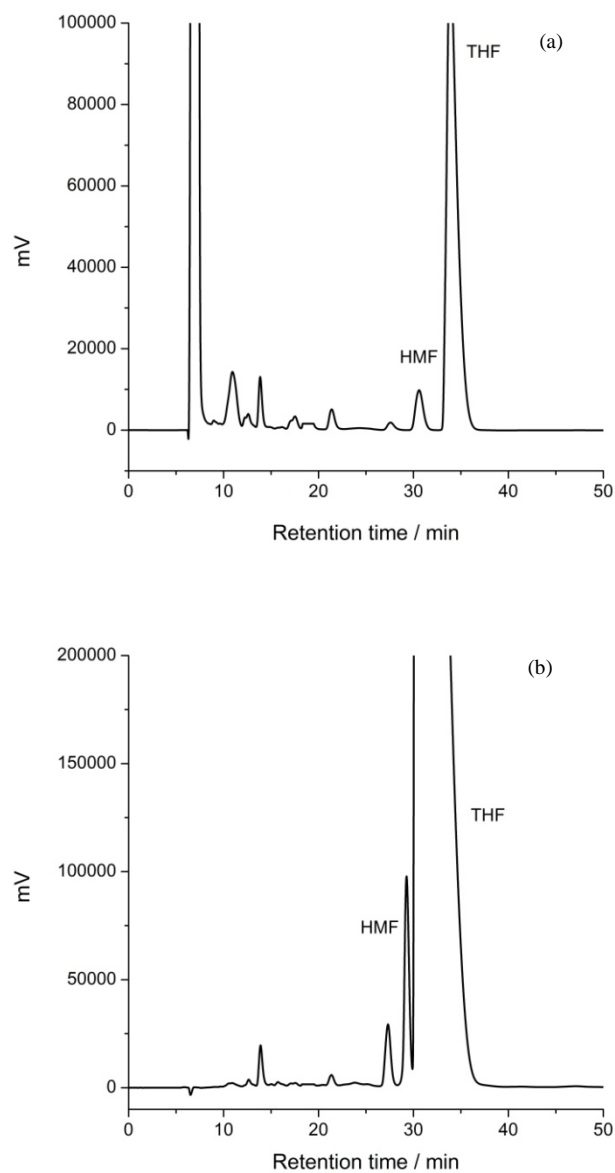 (a)
THF
HMF
mV
100000
80000
60000
40000
20000
0
0 10 20 30 40 50
Retention time / min
(b)
THF
HMF
mV
200000
150000
100000
50000
0
0 10 20 30 40 50
Retention time / min